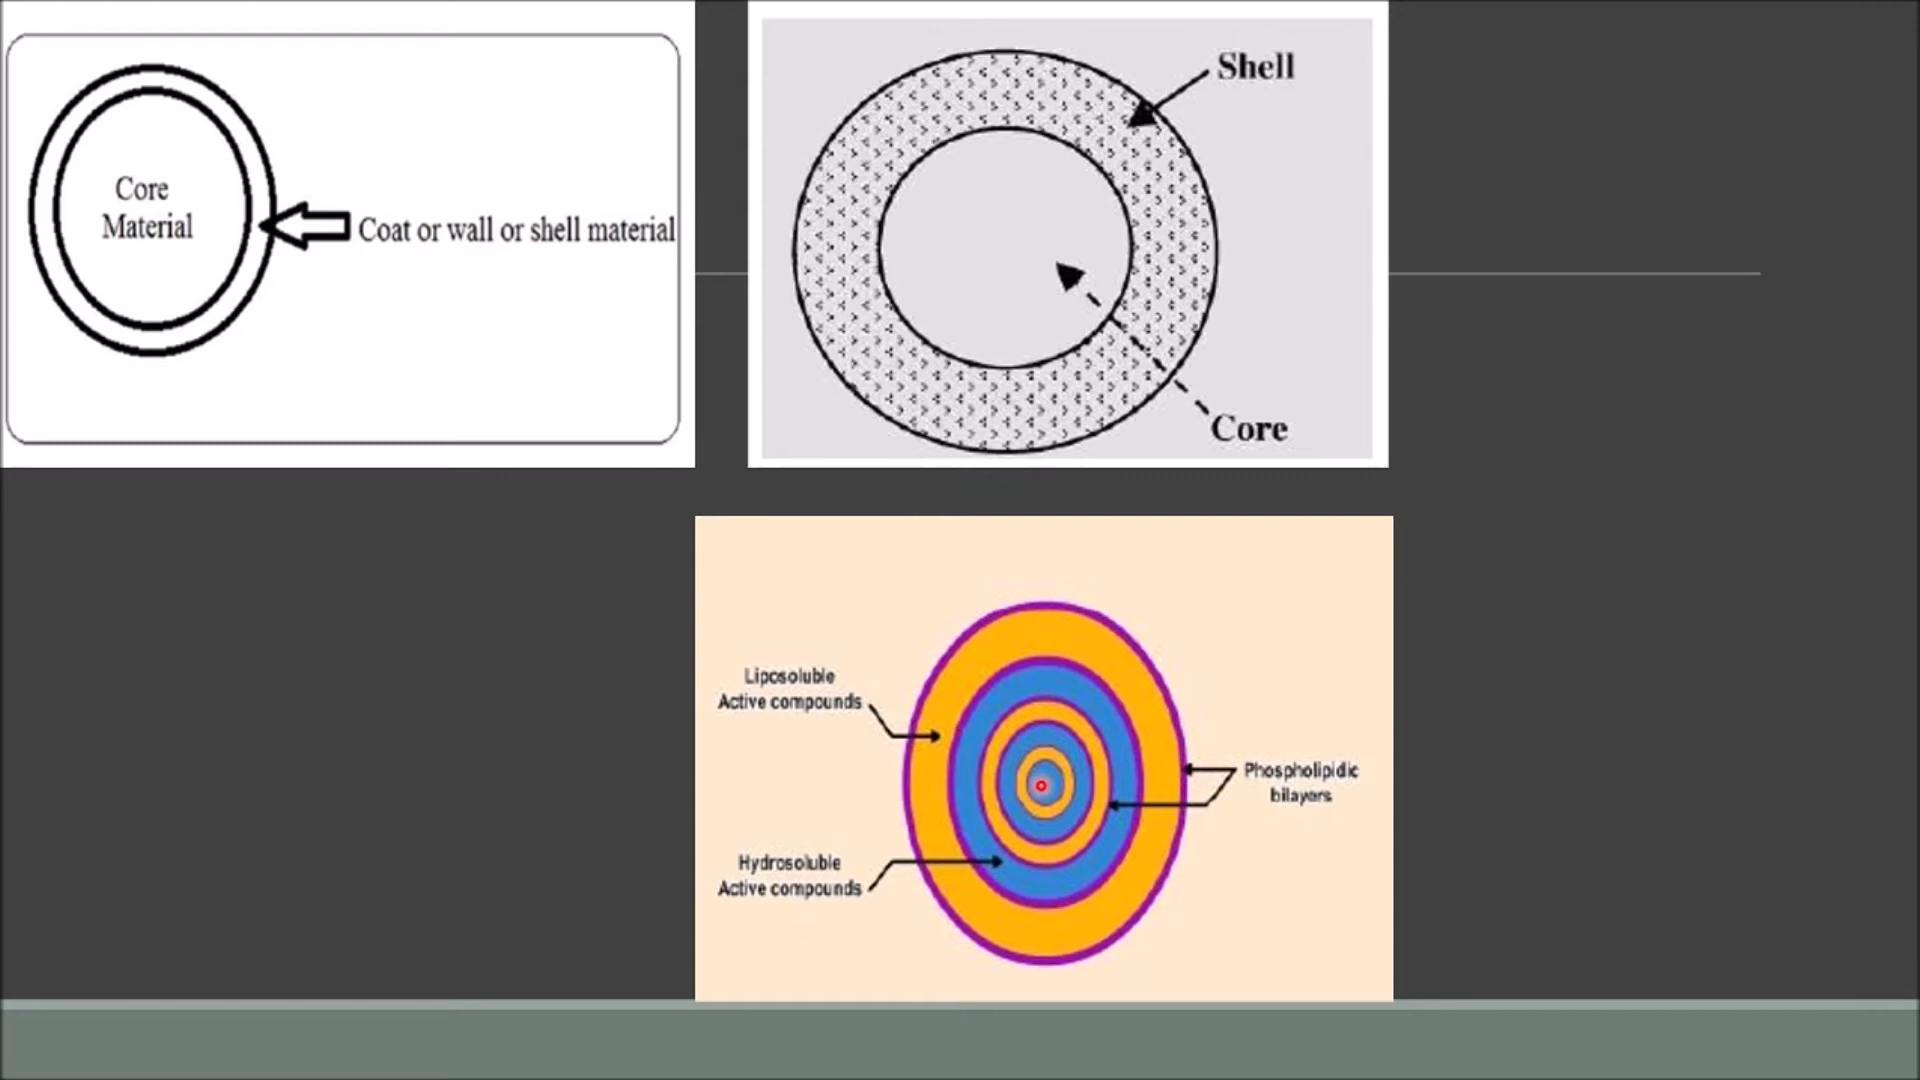 Core
Material
Coat or wall or shell material
Shell
Core
Liposoluble
Active compounds
Phospholipidic
bilayers
Hydrosoluble
Active compounds